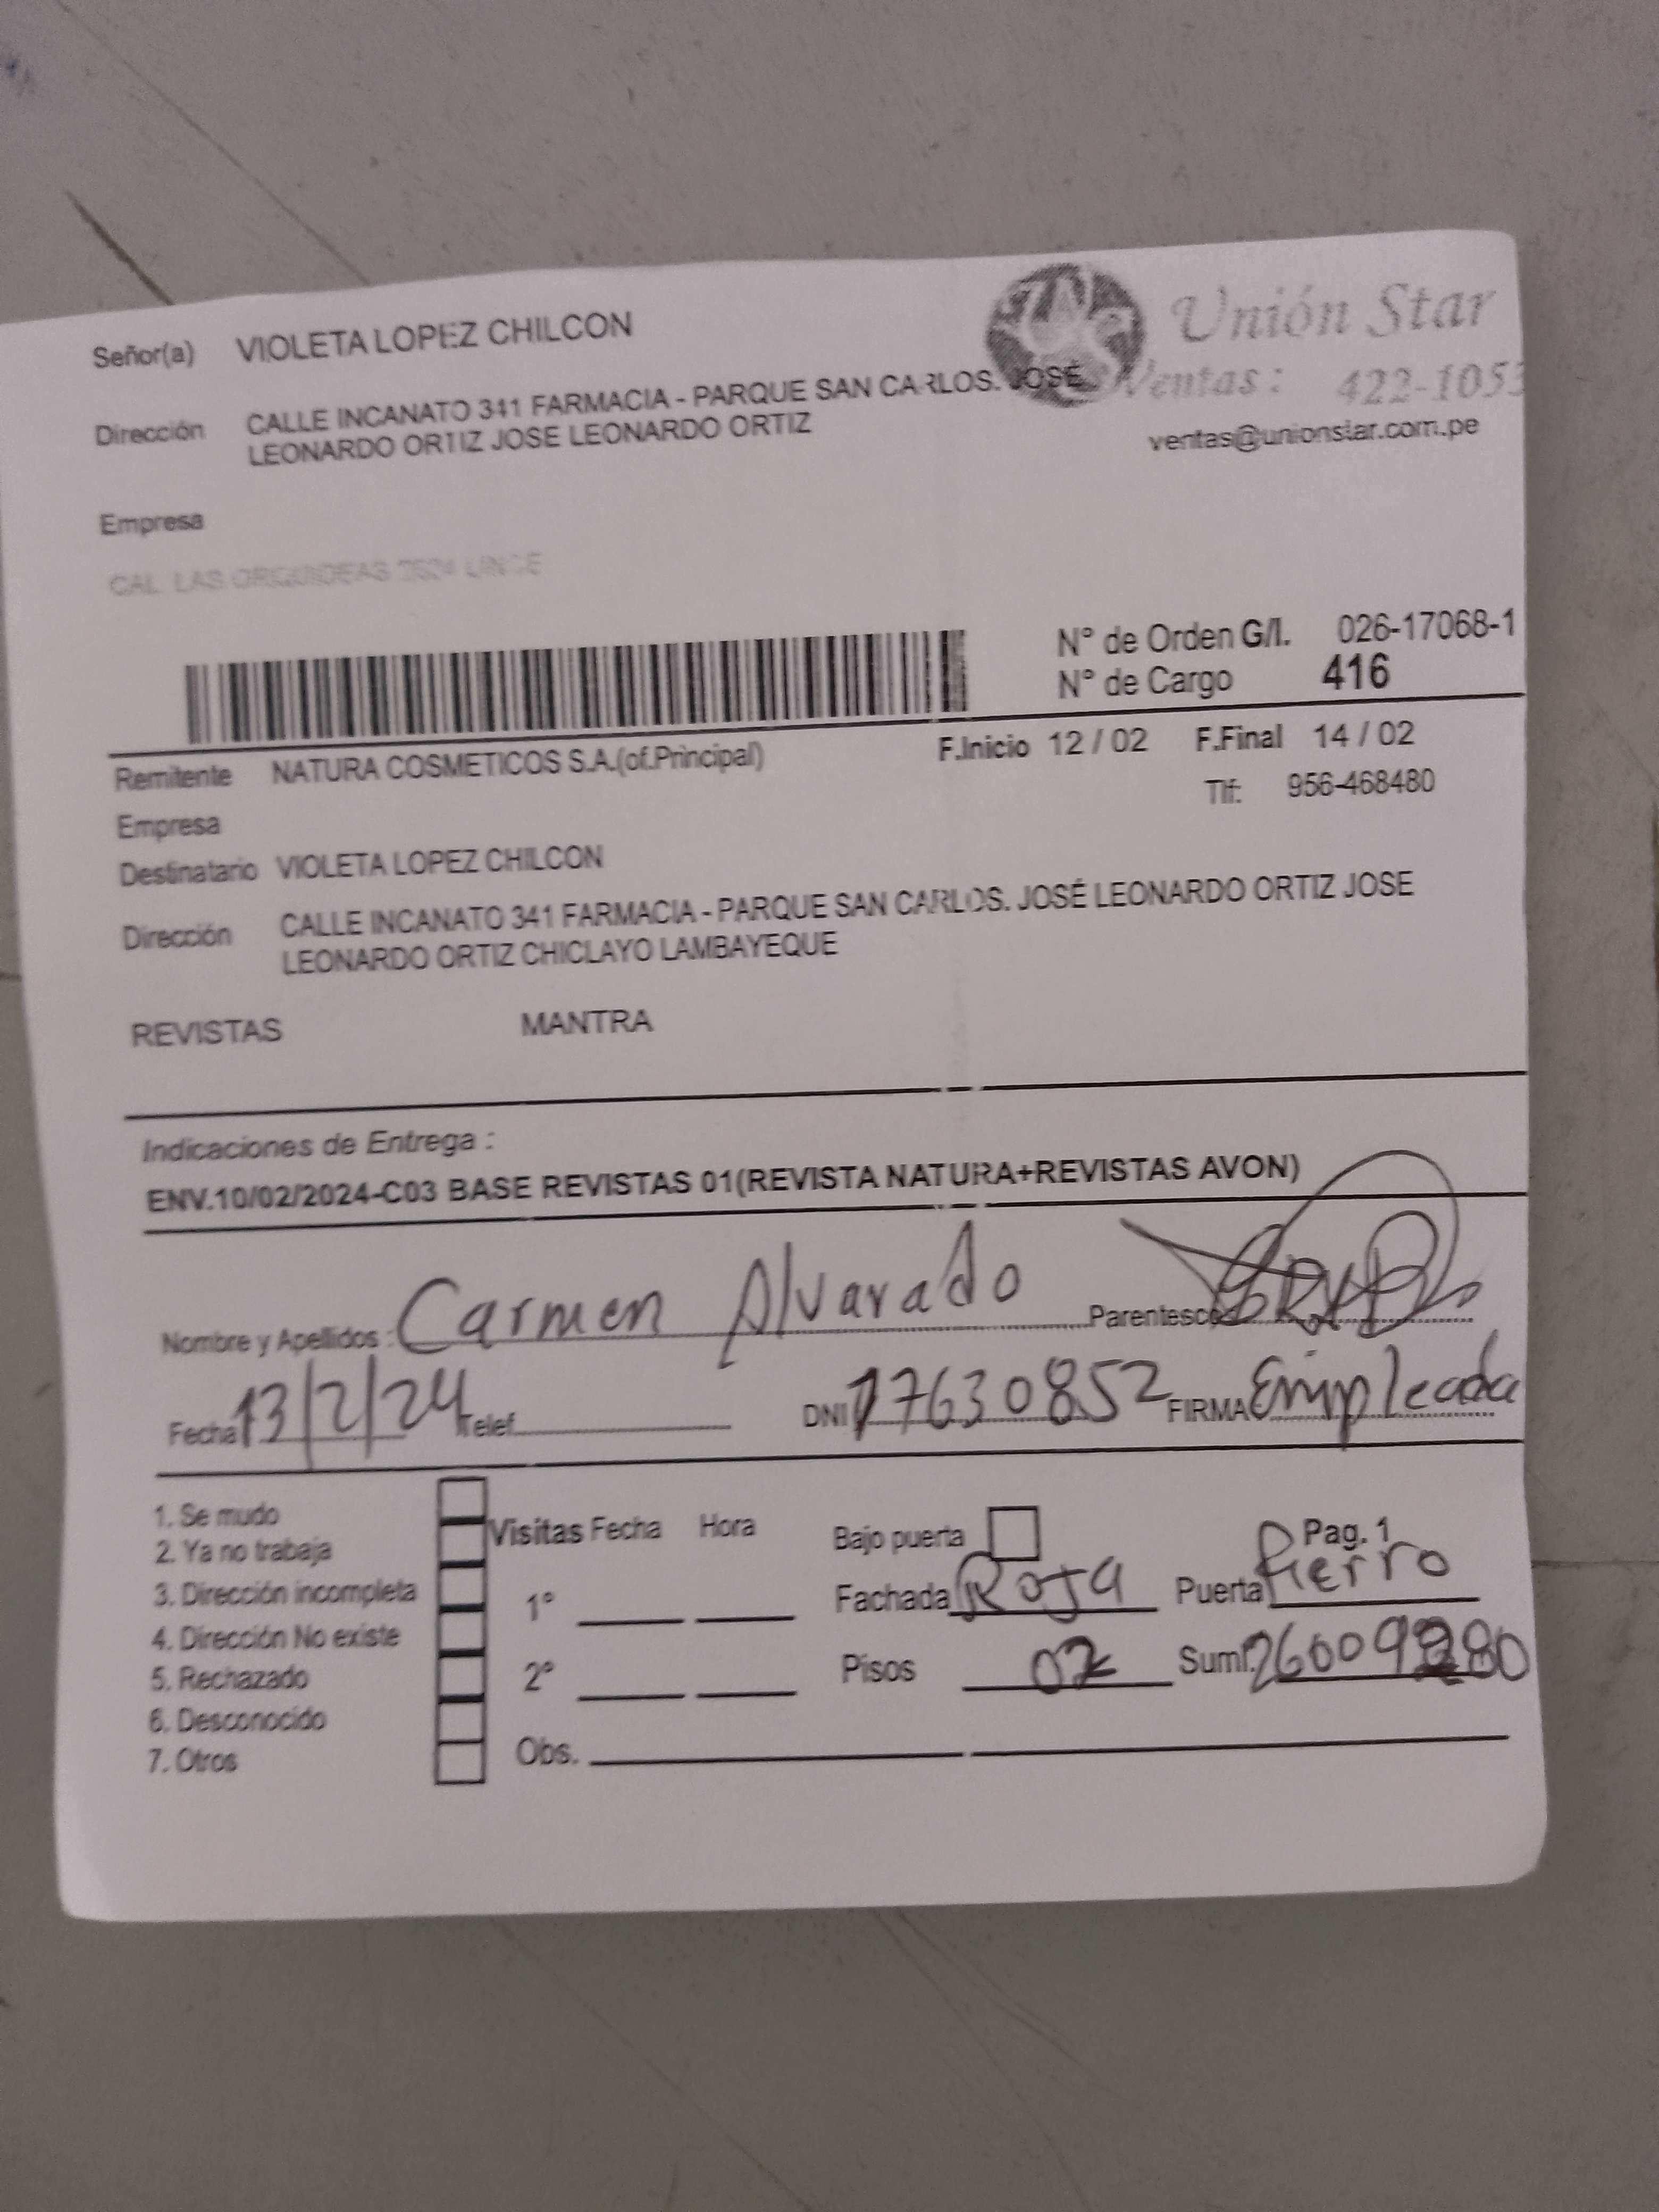 Señor(a) VIOLETA LOPEZ CHILCON
Unión Star
Dirección CALLE INCANATO 341 FARMACIA - PARQUE SAN CARLOS. JOSÉ
LEONARDO ORTIZ JOSE LEONARDO ORTIZ
Ventas: 422-1053
ventas@unionstar.com.pe
Empresa
CAL. LAS ORQUIDEAS LINCE
N° de Orden G/I. 026-17068-1
N° de Cargo 416
Remitente NATURA COSMETICOS S.A.(of.Principal) F.Inicio 12 / 02 F.Final 14 / 02
Tlf: 956-468480
Empresa
Destinatario VIOLETA LOPEZ CHILCON
Dirección CALLE INCANATO 341 FARMACIA - PARQUE SAN CARLOS. JOSÉ LEONARDO ORTIZ JOSE
LEONARDO ORTIZ CHICLAYO LAMBAYEQUE
REVISTAS MANTRA
Indicaciones de Entrega :
ENV.10/02/2024-C03 BASE REVISTAS 01(REVISTA NATURA+REVISTAS AVON)
Nombre y Apellidos : Carmen Alvarado Parentesco
Fecha 13/2/24 Telef. DNI 17630852 FIRMA Empleada
1. Se mudo
2. Ya no trabaja
3. Dirección incompleta
4. Dirección No existe
5. Rechazado
6. Desconocido
7. Otros
Visitas Fecha Hora
1°
2°
Obs.
Bajo puerta Pag. 1
Fachada Roja Puerta Fierro
Pisos 02 Sumi.